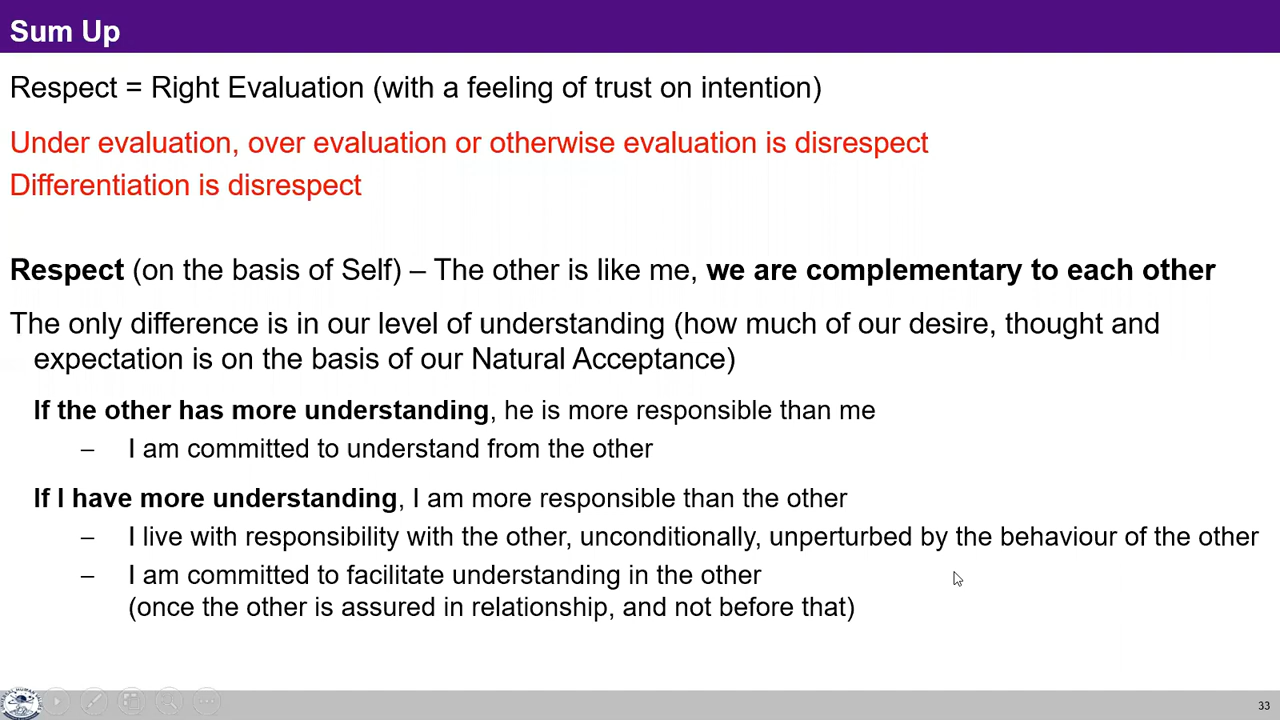 Sum Up
Respect = Right Evaluation (with a feeling of trust on intention)
Under evaluation, over evaluation or otherwise evaluation is disrespect
Differentiation is disrespect
Respect (on the basis of Self) – The other is like me, we are complementary to each other
The only difference is in our level of understanding (how much of our desire, thought and
expectation is on the basis of our Natural Acceptance)
If the other has more understanding, he is more responsible than me
– I am committed to understand from the other
If I have more understanding, I am more responsible than the other
– I live with responsibility with the other, unconditionally, unperturbed by the behaviour of the other
– I am committed to facilitate understanding in the other
(once the other is assured in relationship, and not before that)
33